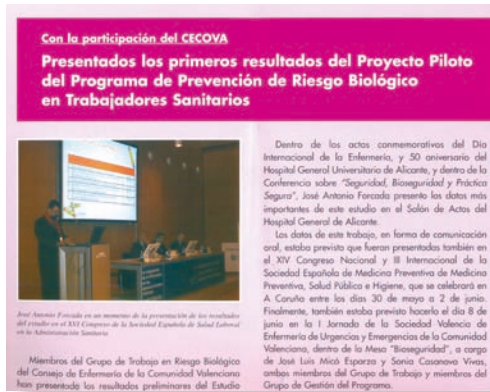 Con la participación del CECOVA
Presentados los primeros resultados del Proyecto Piloto
del Programa de Prevención de Riesgo Biológico
en Trabajadores Sanitarios
José Antonio Forcada en un momento de la presentación de los resultados
del estudio en el XVI Congreso de la Sociedad Española de Salud Laboral
en la Administración Sanitaria
Miembros del Grupo de Trabajo en Riesgo Biológico
del Consejo de Enfermería de la Comunidad Valenciana
han presentado los resultados preliminares del Estudio
Dentro de los actos conmemorativos del Día
Internacional de la Enfermería, y 50 aniversario del
Hospital General Universitario de Alicante, y dentro de la
Conferencia sobre "Seguridad, Bioseguridad y Práctica
Segura", José Antonio Forcada presento los datos más
importantes de este estudio en el Salón de Actos del
Hospital General de Alicante.
Los datos de este trabajo, en forma de comunicación
oral, estaba previsto que fueran presentados también en
el XIV Congreso Nacional y III Internacional de la
Sociedad Española de Medicina Preventiva de Medicina
Preventiva, Salud Pública e Higiene, que se celebrará en
A Coruña entre los días 30 de mayo a 2 de junio.
Finalmente, también estaba previsto hacerlo el día 8 de
junio en la I Jornada de la Sociedad Valencia de
Enfermería de Urgencias y Emergencias de la Comunidad
Valenciana, dentro de la Mesa "Bioseguridad", a cargo
de José Luis Micó Esparza y Sonia Casanova Vivas,
ambos miembros del Grupo de Trabajo y miembros del
Grupo de Gestión del Programa.